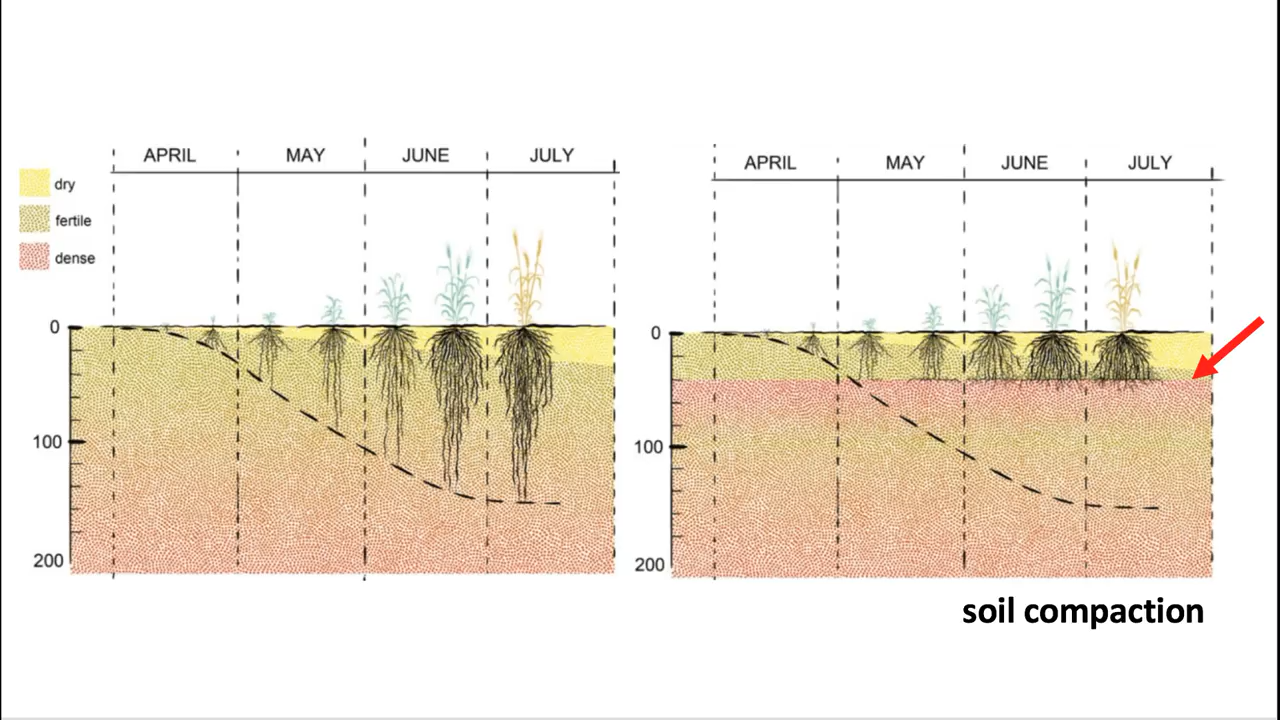 APRIL MAY JUNE JULY
dry
fertile
dense
0
100
200
APRIL MAY JUNE JULY
0
100
200
soil compaction